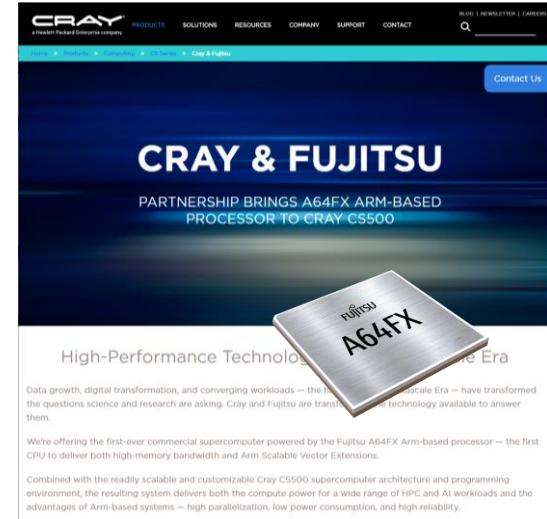 BLOG | NEWSLETTER | CAREERS
CRAY
a Hewlett Packard Enterprise company
PRODUCTS SOLUTIONS RESOURCES COMPANY SUPPORT CONTACT
Home > Products > Computing > CS Series > Cray & Fujitsu
Contact Us
CRAY & FUJITSU
PARTNERSHIP BRINGS A64FX ARM-BASED
PROCESSOR TO CRAY CS500
FUJITSU
A64FX
High-Performance Technolo Era
Data growth, digital transformation, and converging workloads — the ascale Era — have transformed
the questions science and research are asking. Cray and Fujitsu are technology available to answer
them.
We're offering the first-ever commercial supercomputer powered by the Fujitsu A64FX Arm-based processor — the first
CPU to deliver both high-memory bandwidth and Arm Scalable Vector Extensions.
Combined with the readily scalable and customizable Cray CS500 supercomputer architecture and programming
environment, the resulting system delivers both the compute power for a wide range of HPC and AI workloads and the
advantages of Arm-based systems — high parallelization, low power consumption, and high reliability.